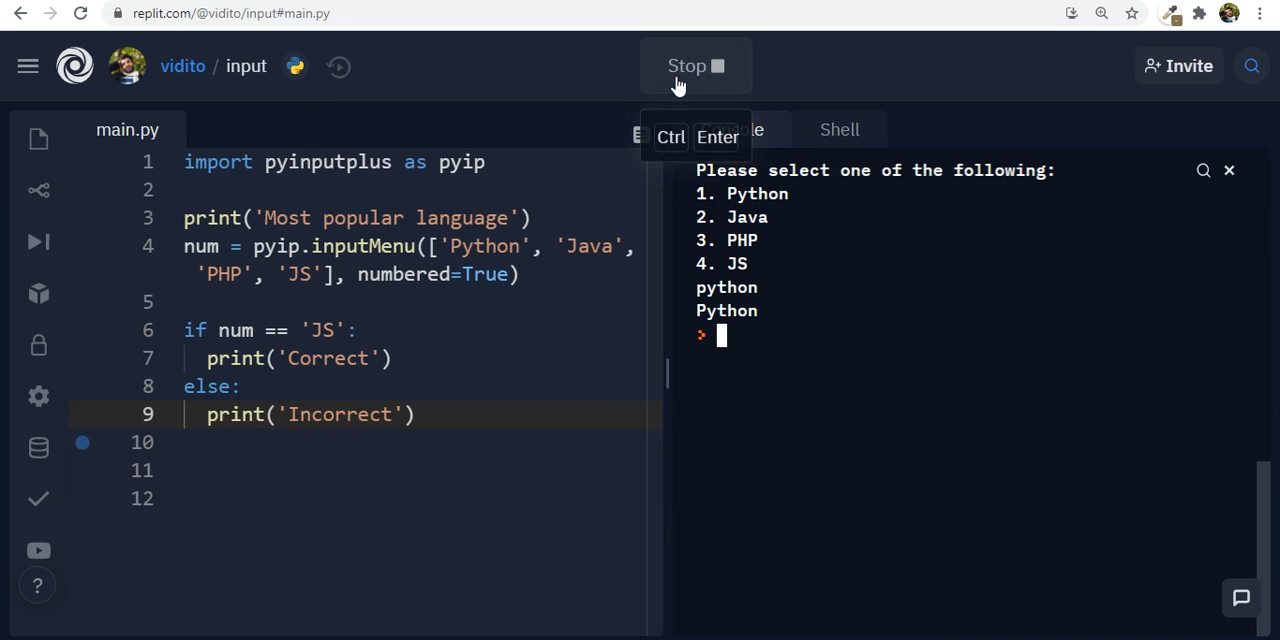 replit.com/@vidito/input#main.py
vidito / input
Stop
Invite
main.py
Ctrl Enter
Shell
1 import pyinputplus as pyip
2
3 print('Most popular language')
4 num = pyip.inputMenu(['Python', 'Java',
'PHP', 'JS'], numbered=True)
5
6 if num == 'JS':
7 print('Correct')
8 else:
9 print('Incorrect')
10
11
12
?
Please select one of the following:
1. Python
2. Java
3. PHP
4. JS
python
Python
>